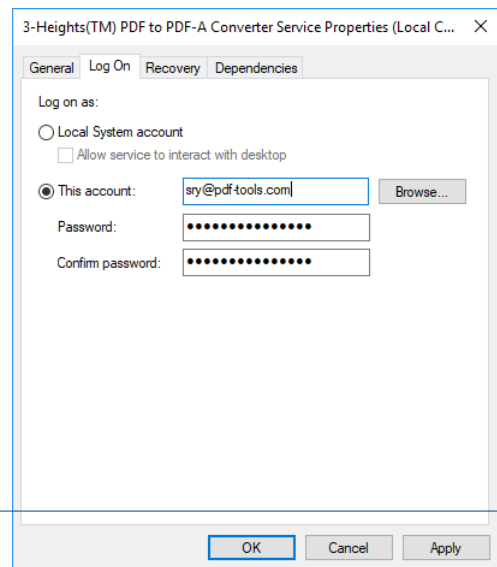 3-Heights(TM) PDF to PDF-A Converter Service Properties (Local C...
General Log On Recovery Dependencies
Log on as:
Local System account
Allow service to interact with desktop
This account: sry@pdf-tools.com Browse...
Password: ●●●●●●●●●●●●●●●
Confirm password: ●●●●●●●●●●●●●●●
OK Cancel Apply